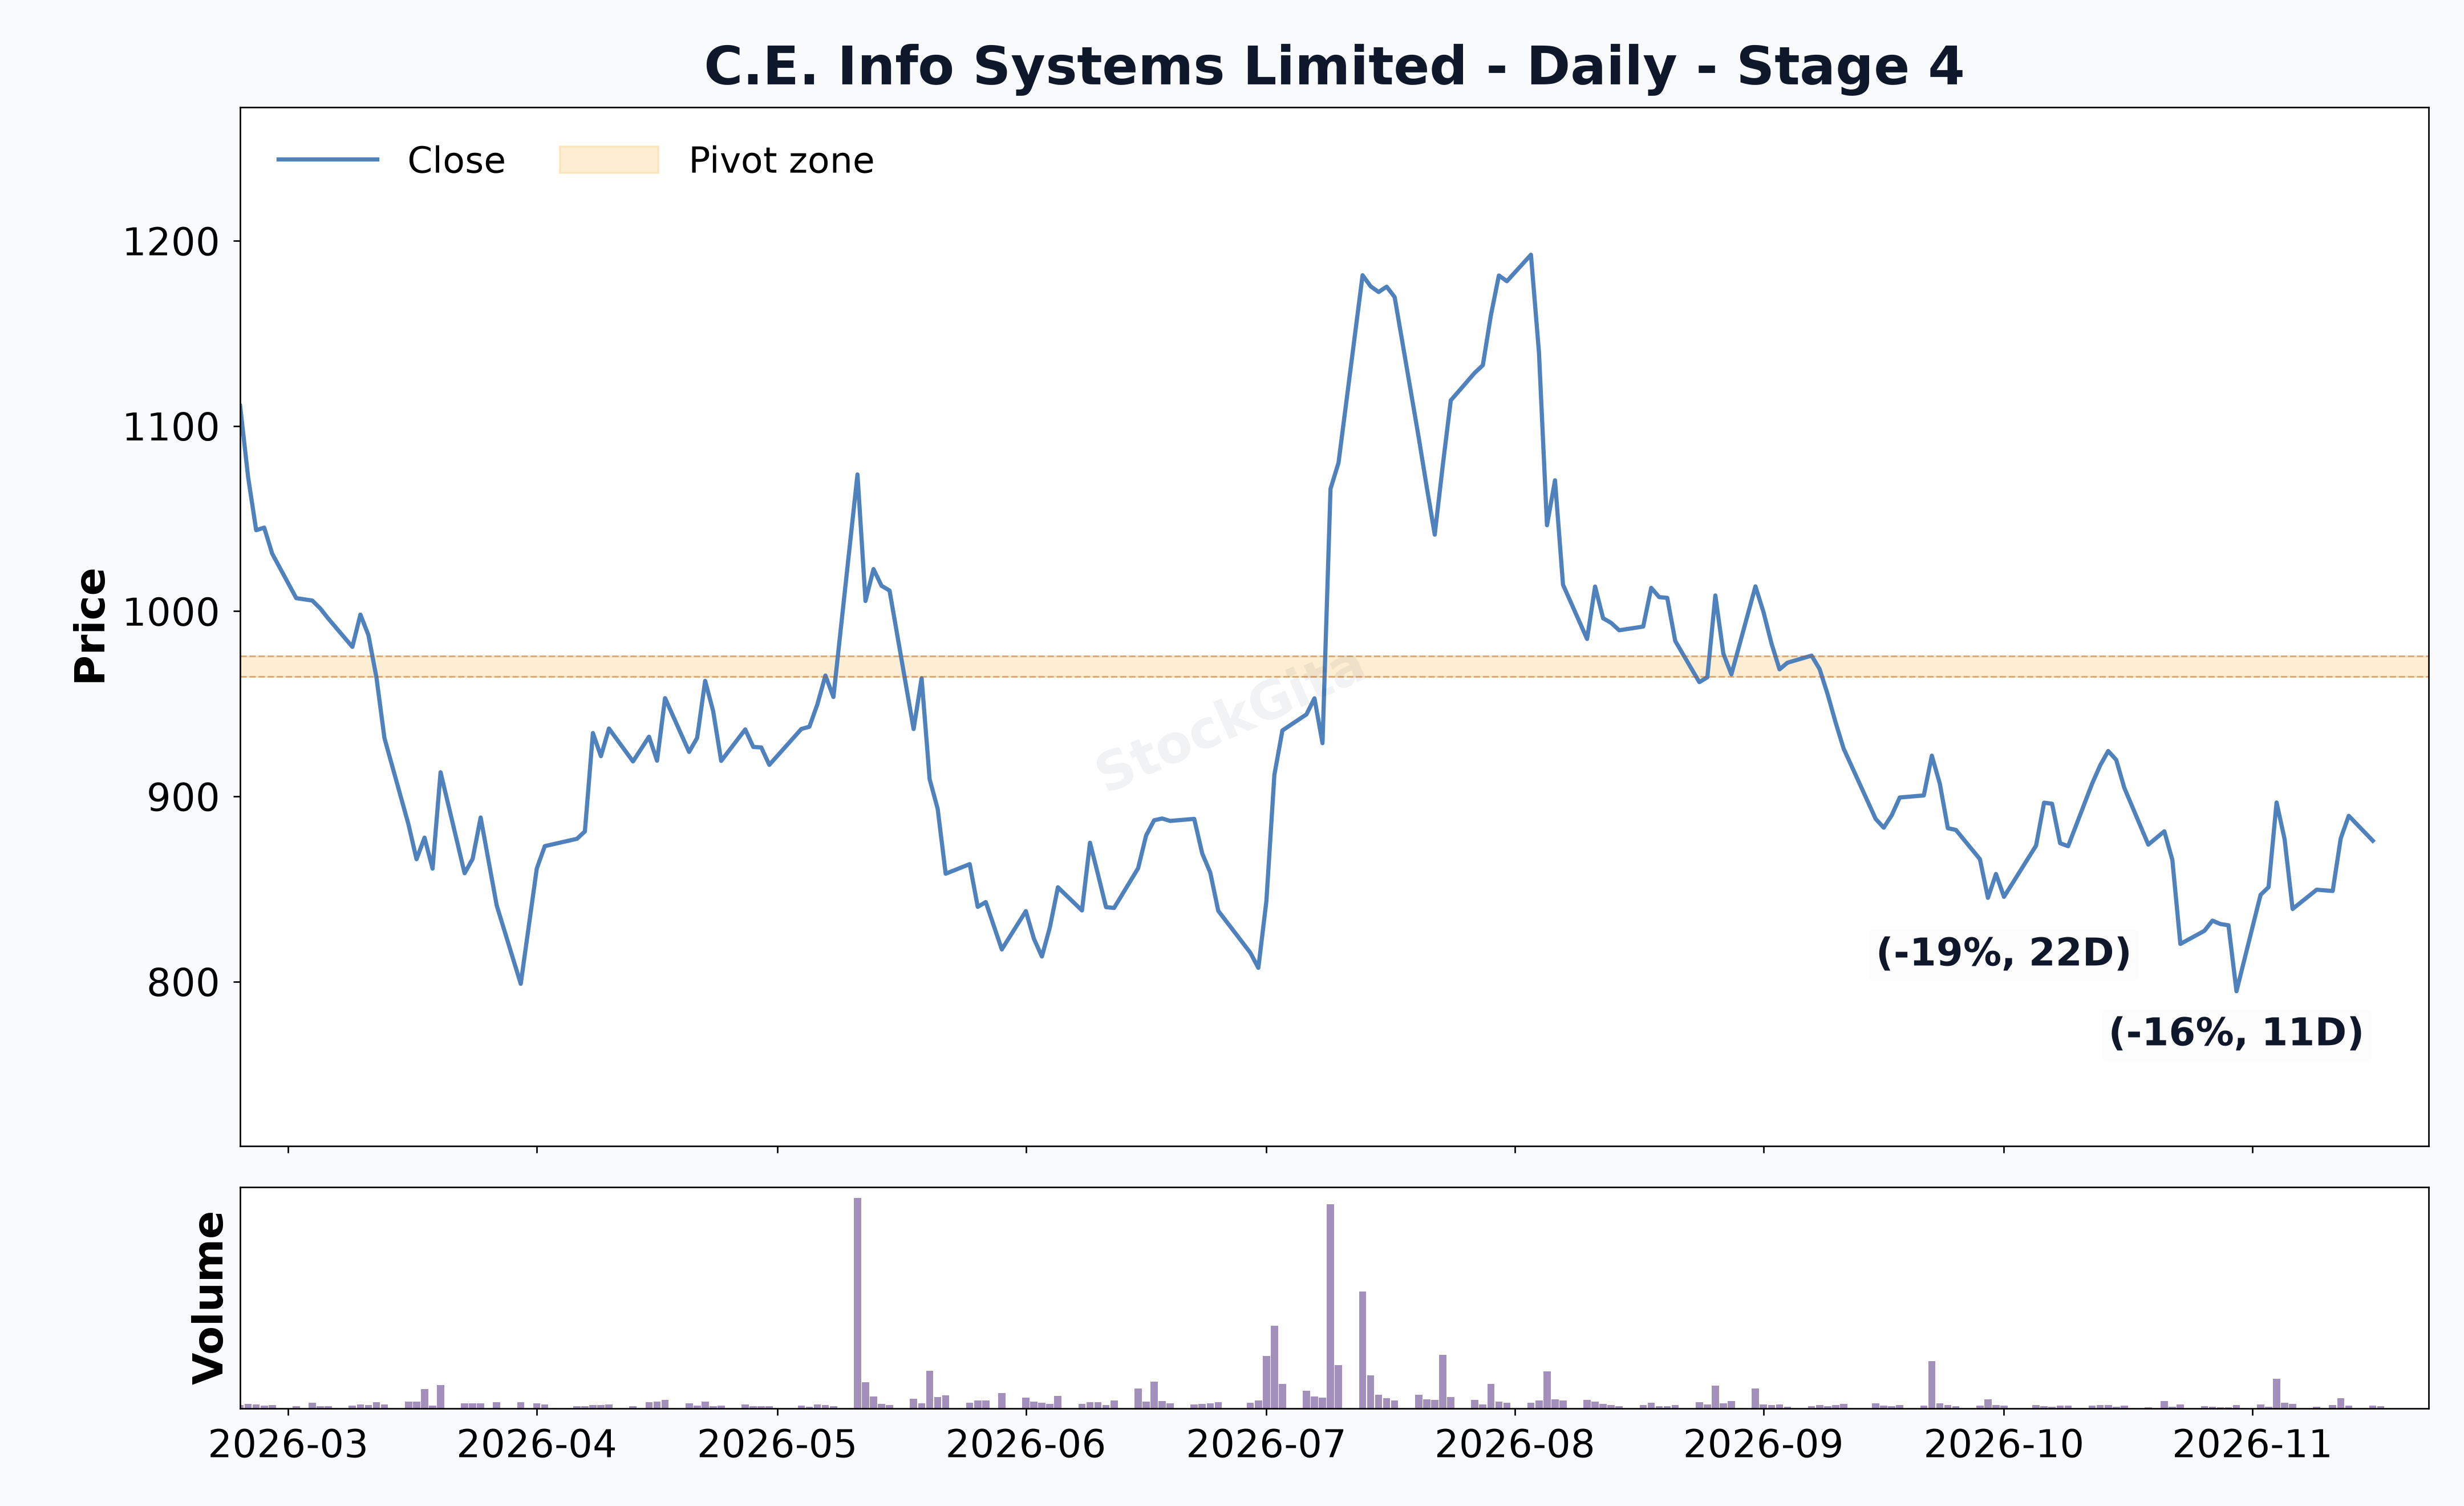 C.E. Info Systems Limited - Daily - Stage 4
Close
Pivot zone
1200
1100
1000
900
800
Price
StockGita
(-19%, 22D)
(-16%, 11D)
Volume
2026-03
2026-04
2026-05
2026-06
2026-07
2026-08
2026-09
2026-10
2026-11